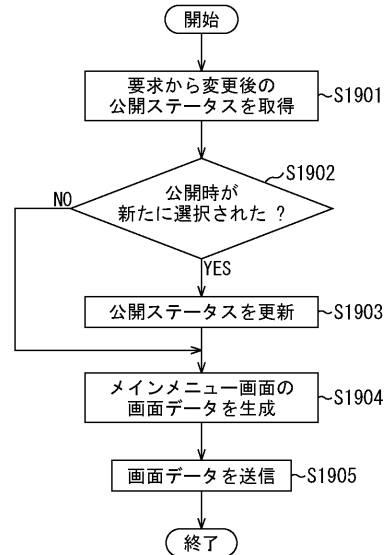 開始
要求から変更後の
公開ステータスを取得
S1901
S1902
公開時が
新たに選択された ?
NO
YES
公開ステータスを更新
S1903
メインメニュー画面の
画面データを生成
S1904
画面データを送信
S1905
終了